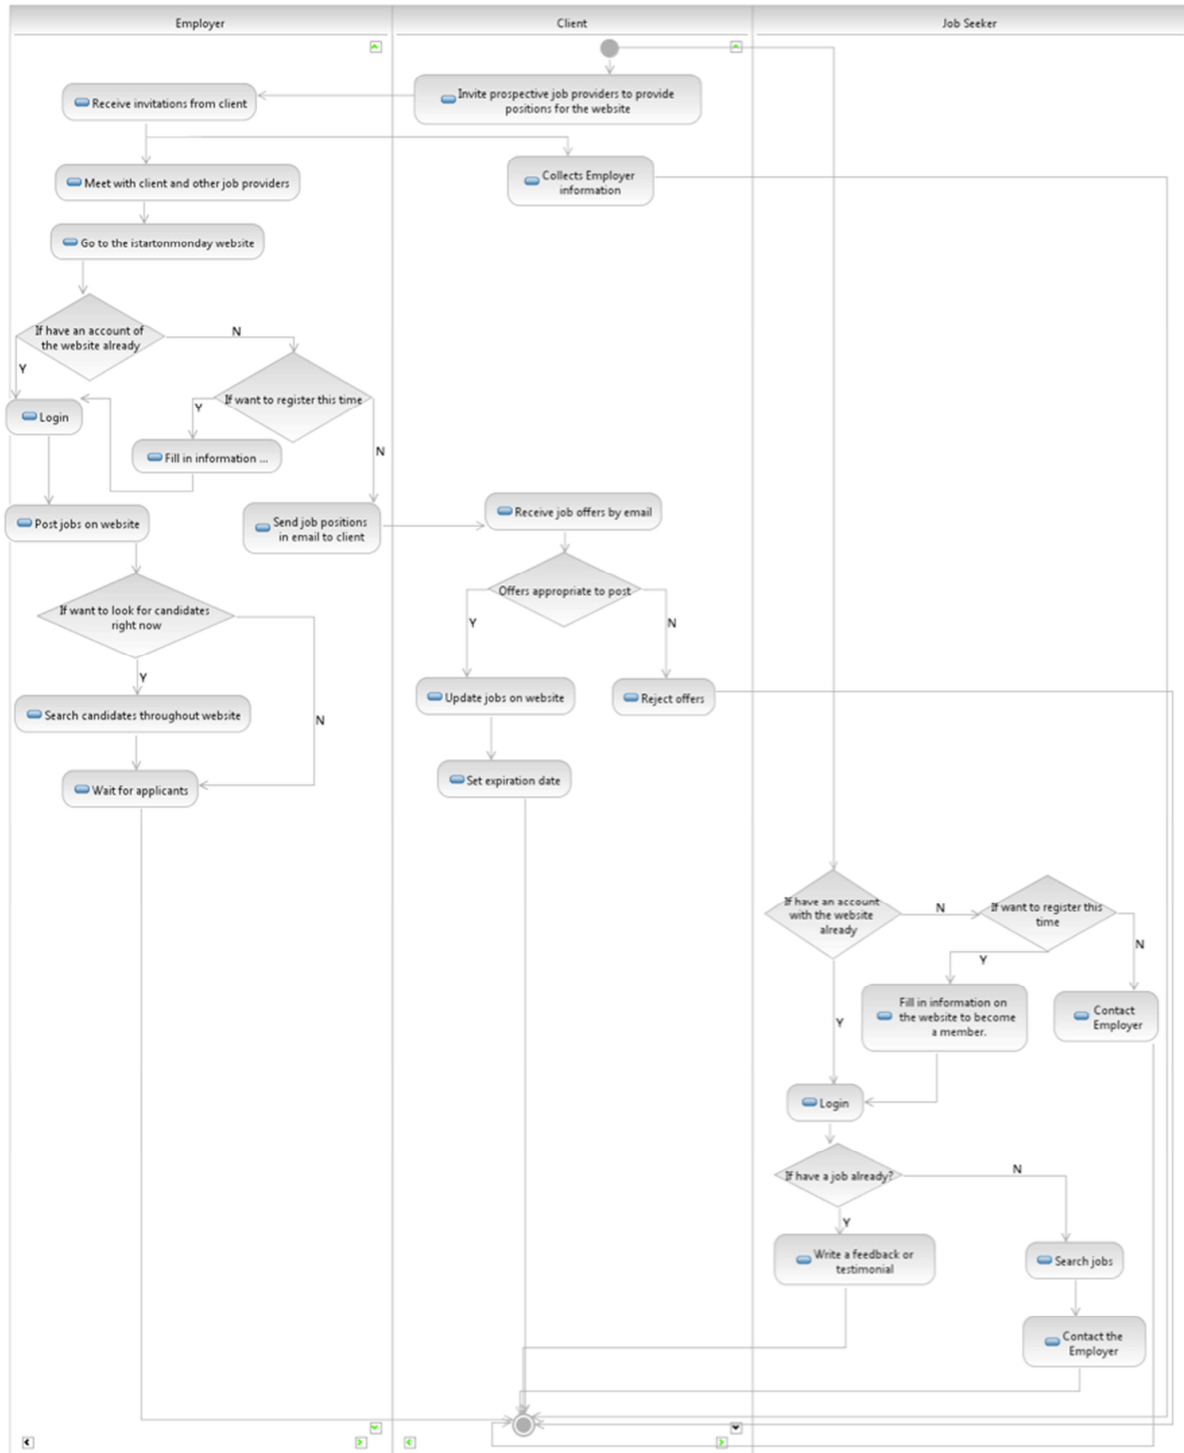 Employer
Client
Job Seeker
Invite prospective job providers to provide
positions for the website
Receive invitations from client
Collects Employer
information
Meet with client and other job providers
Go to the istartonmonday website
If have an account of
the website already
N
Y
If want to register this time
Y
N
Login
Fill in information ...
Post jobs on website
Send job positions
in email to client
Receive job offers by email
Offers appropriate to post
Y
N
If want to look for candidates
right now
Y
N
Search candidates throughout website
Wait for applicants
Update jobs on website
Reject offers
Set expiration date
If have an account
with the website
already
N
If want to register this
time
Y
N
Y
Fill in information on
the website to become
a member.
Contact
Employer
Login
If have a job already?
N
Y
Write a feedback or
testimonial
Search jobs
Contact the
Employer